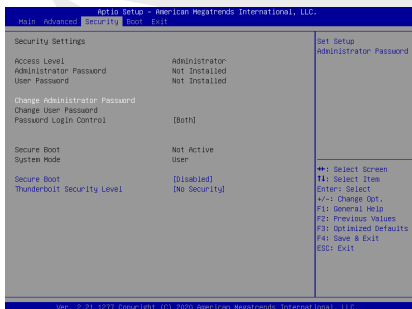 Aptio Setup - American Megatrends International, LLC.
Main Advanced Security Boot Exit
Security Settings
Access Level Administrator
Administrator Password Not Installed
User Password Not Installed
Change Administrator Password
Change User Password
Password Login Control [Both]
Secure Boot Not Active
System Mode User
Secure Boot [Disabled]
Thunderbolt Security Level [No Security]
Set Setup
Administrator Password
→←: Select Screen
↑↓: Select Item
Enter: Select
+/-: Change Opt.
F1: General Help
F2: Previous Values
F3: Optimized Defaults
F4: Save & Exit
ESC: Exit
Ver. 2.21.1277 Copyright (C) 2020 American Megatrends International, LLC